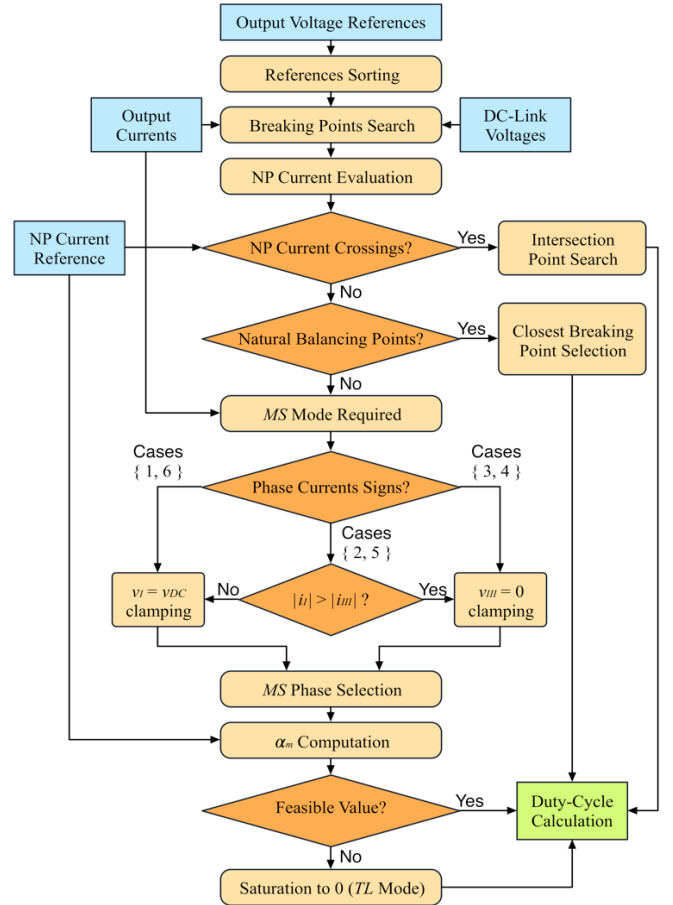 Output Voltage References
References Sorting
Output
Currents
Breaking Points Search
DC-Link
Voltages
NP Current Evaluation
NP Current
Reference
NP Current Crossings?
Yes
Intersection
Point Search
No
Natural Balancing Points?
Yes
Closest Breaking
Point Selection
No
MS Mode Required
Cases
{ 1, 6 }
Cases
{ 3, 4 }
Phase Currents Signs?
Cases
{ 2, 5 }
vI = vDC
clamping
No
|iI| > |iIII| ?
Yes
vIII = 0
clamping
MS Phase Selection
αm Computation
Feasible Value?
Yes
Duty-Cycle
Calculation
No
Saturation to 0 (TL Mode)